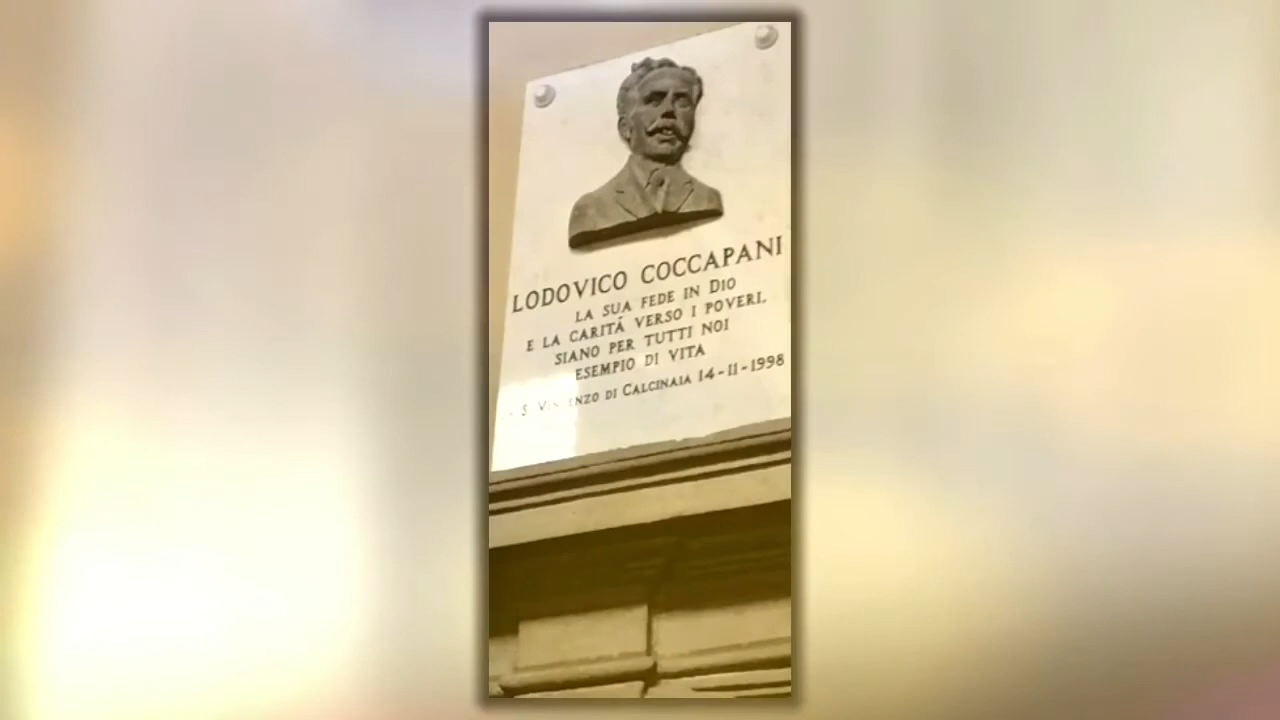 LODOVICO COCCAPANI
LA SUA FEDE IN DIO
E LA CARITÁ VERSO I POVERI,
SIANO PER TUTTI NOI
ESEMPIO DI VITA
S. DI CALCINAIA 14-11-1998